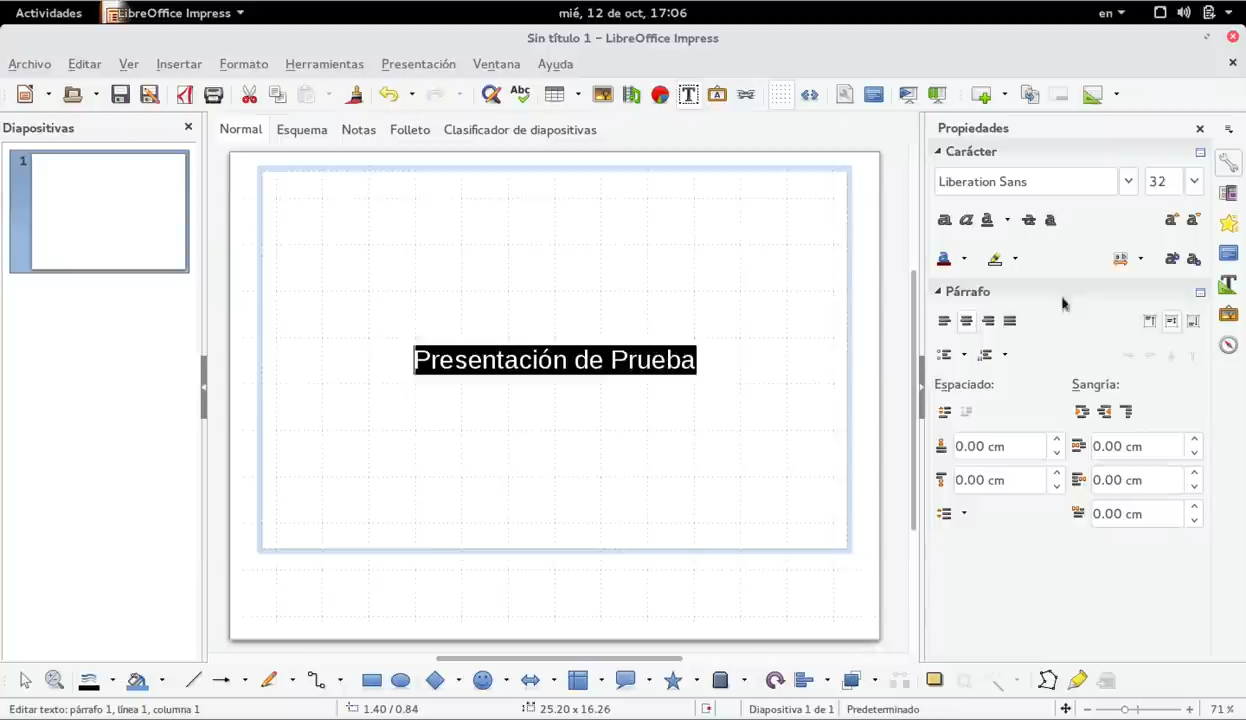 Actividades LibreOffice Impress mié, 12 de oct, 17:06 en
Sin título 1 – LibreOffice Impress
Archivo Editar Ver Insertar Formato Herramientas Presentación Ventana Ayuda
Diapositivas
Normal Esquema Notas Folleto Clasificador de diapositivas
Propiedades
1
Carácter
Liberation Sans 32
Párrafo
Presentación de Prueba
Espaciado: Sangría:
0.00 cm 0.00 cm
0.00 cm 0.00 cm
0.00 cm
Editar texto: párrafo 1, línea 1, columna 1 1.40 / 0.84 25.20 x 16.26 Diapositiva 1 de 1 Predeterminado 71 %